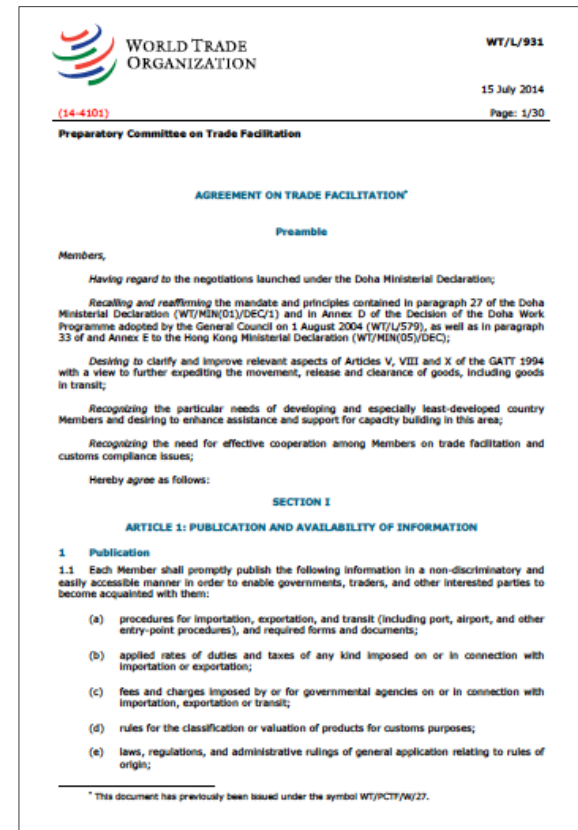 WORLD TRADE
ORGANIZATION
WT/L/931
15 July 2014
(14-4101)
Page: 1/30
Preparatory Committee on Trade Facilitation
AGREEMENT ON TRADE FACILITATION*
Preamble
Members,
Having regard to the negotiations launched under the Doha Ministerial Declaration;
Recalling and reaffirming the mandate and principles contained in paragraph 27 of the Doha
Ministerial Declaration (WT/MIN(01)/DEC/1) and in Annex D of the Decision of the Doha Work
Programme adopted by the General Council on 1 August 2004 (WT/L/579), as well as in paragraph
33 of and Annex E to the Hong Kong Ministerial Declaration (WT/MIN(05)/DEC);
Desiring to clarify and improve relevant aspects of Articles V, VIII and X of the GATT 1994
with a view to further expediting the movement, release and clearance of goods, including goods
in transit;
Recognizing the particular needs of developing and especially least-developed country
Members and desiring to enhance assistance and support for capacity building in this area;
Recognizing the need for effective cooperation among Members on trade facilitation and
customs compliance issues;
Hereby agree as follows:
SECTION I
ARTICLE 1: PUBLICATION AND AVAILABILITY OF INFORMATION
1 Publication
1.1 Each Member shall promptly publish the following information in a non-discriminatory and
easily accessible manner in order to enable governments, traders, and other interested parties to
become acquainted with them:
(a) procedures for importation, exportation, and transit (including port, airport, and other
entry-point procedures), and required forms and documents;
(b) applied rates of duties and taxes of any kind imposed on or in connection with
importation or exportation;
(c) fees and charges imposed by or for governmental agencies on or in connection with
importation, exportation or transit;
(d) rules for the classification or valuation of products for customs purposes;
(e) laws, regulations, and administrative rulings of general application relating to rules of
origin;
* This document has previously been issued under the symbol WT/PCTF/W/27.